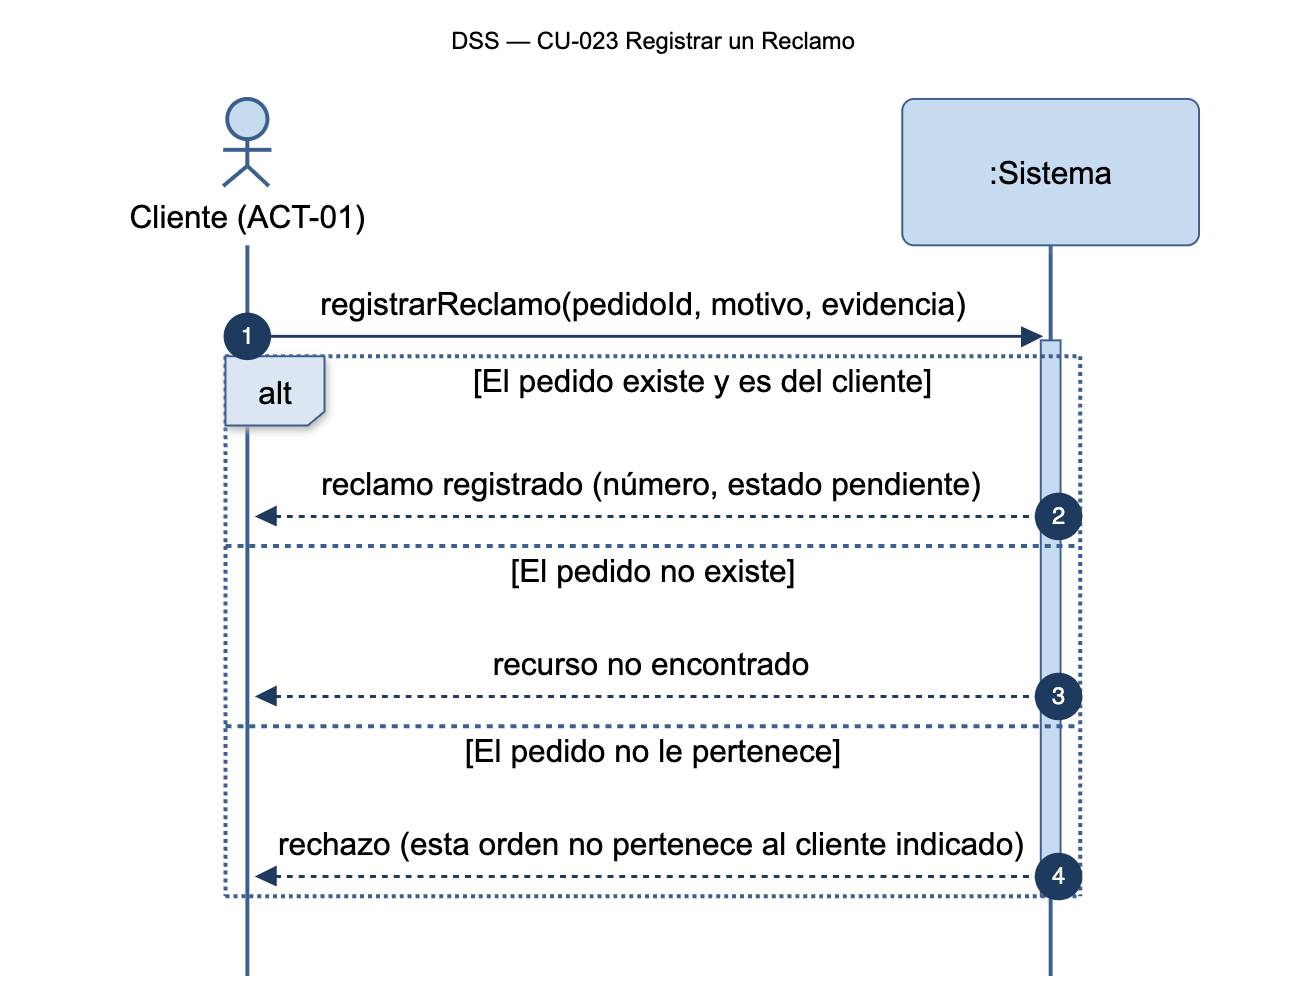 DSS — CU-023 Registrar un Reclamo
Cliente (ACT-01)
:Sistema
registrarReclamo(pedidoId, motivo, evidencia)
1
alt
[El pedido existe y es del cliente]
reclamo registrado (número, estado pendiente)
2
[El pedido no existe]
recurso no encontrado
3
[El pedido no le pertenece]
rechazo (esta orden no pertenece al cliente indicado)
4